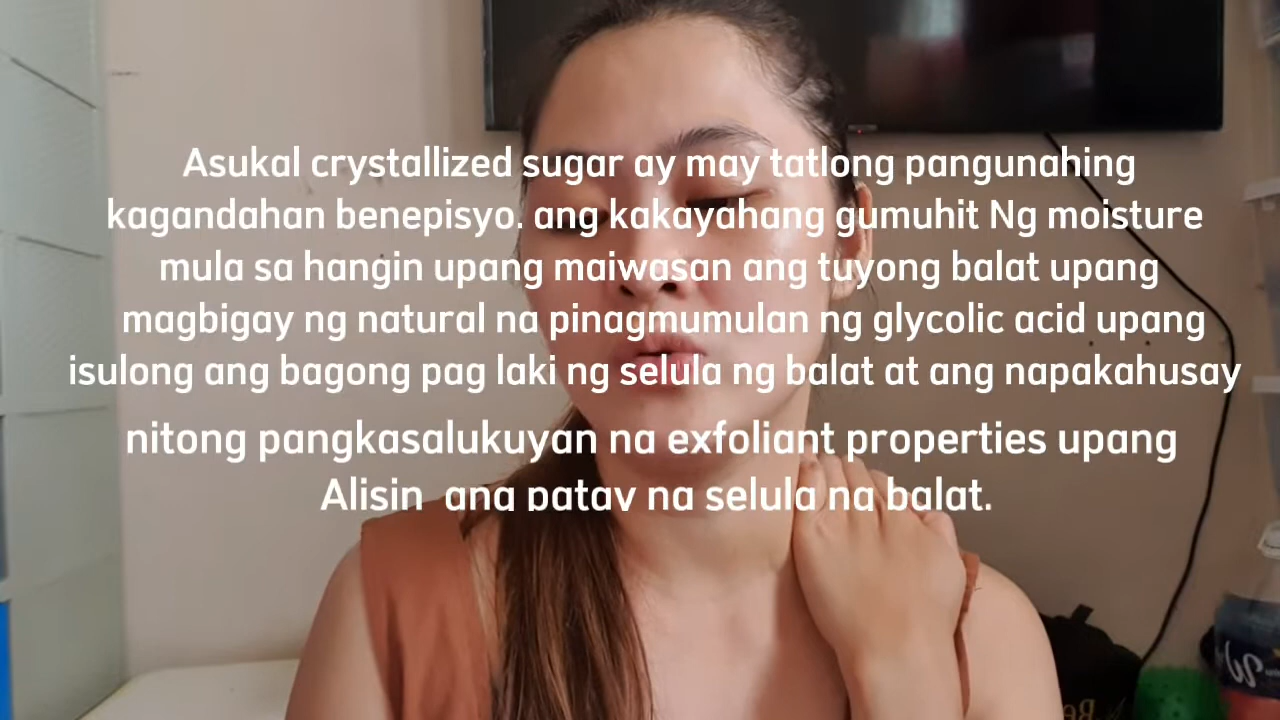 Asukal crystallized sugar ay may tatlong pangunahing
kagandahan benepisyo. ang kakayahang gumuhit Ng moisture
mula sa hangin upang maiwasan ang tuyong balat upang
magbigay ng natural na pinagmumulan ng glycolic acid upang
isulong ang bagong pag laki ng selula ng balat at ang napakahusay
nitong pangkasalukuyan na exfoliant properties upang
Alisin ang patay na selula ng balat.